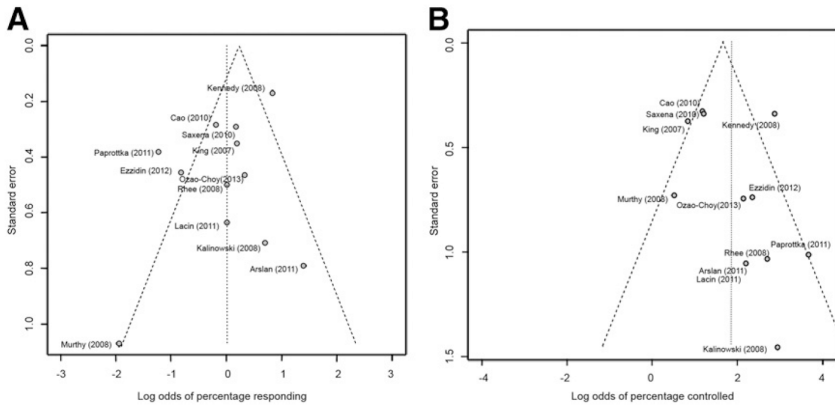 A
0.0
0.2
0.4
0.6
0.8
1.0
Standard error
Kennedy (2008)
Cao (2010)
Saxena (2010)
King (2007)
Paprottka (2011)
Ezzidin (2012)
Ozao-Choy(2013)
Rhee (2008)
Lacin (2011)
Kalinowski (2008)
Arslan (2011)
Murthy (2008)
-3 -2 -1 0 1 2 3
Log odds of percentage responding
B
0.0
0.5
1.0
1.5
Standard error
Cao (2010)
Saxena (2010)
King (2007)
Kennedy (2008)
Murthy (2008)
Ezzidin (2012)
Ozao-Choy(2013)
Paprottka (2011)
Rhee (2008)
Arslan (2011)
Lacin (2011)
Kalinowski (2008)
-4 -2 0 2 4
Log odds of percentage controlled